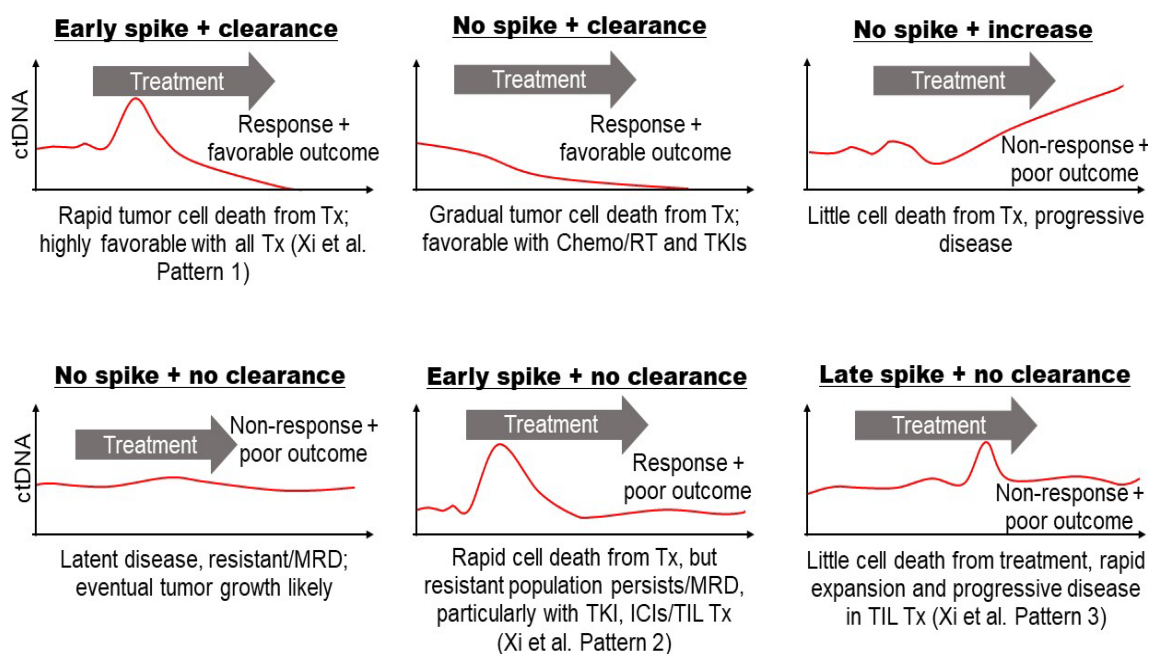 Early spike + clearance
Treatment
ctDNA
Response +
favorable outcome
Rapid tumor cell death from Tx;
highly favorable with all Tx (Xi et al.
Pattern 1)
No spike + clearance
Treatment
Response +
favorable outcome
Gradual tumor cell death from Tx;
favorable with Chemo/RT and TKIs
No spike + increase
Treatment
Non-response +
poor outcome
Little cell death from Tx, progressive
disease
No spike + no clearance
Treatment
ctDNA
Non-response +
poor outcome
Latent disease, resistant/MRD;
eventual tumor growth likely
Early spike + no clearance
Treatment
Response +
poor outcome
Rapid cell death from Tx, but
resistant population persists/MRD,
particularly with TKI, ICIs/TIL Tx
(Xi et al. Pattern 2)
Late spike + no clearance
Treatment
Non-response +
poor outcome
Little cell death from treatment, rapid
expansion and progressive disease
in TIL Tx (Xi et al. Pattern 3)